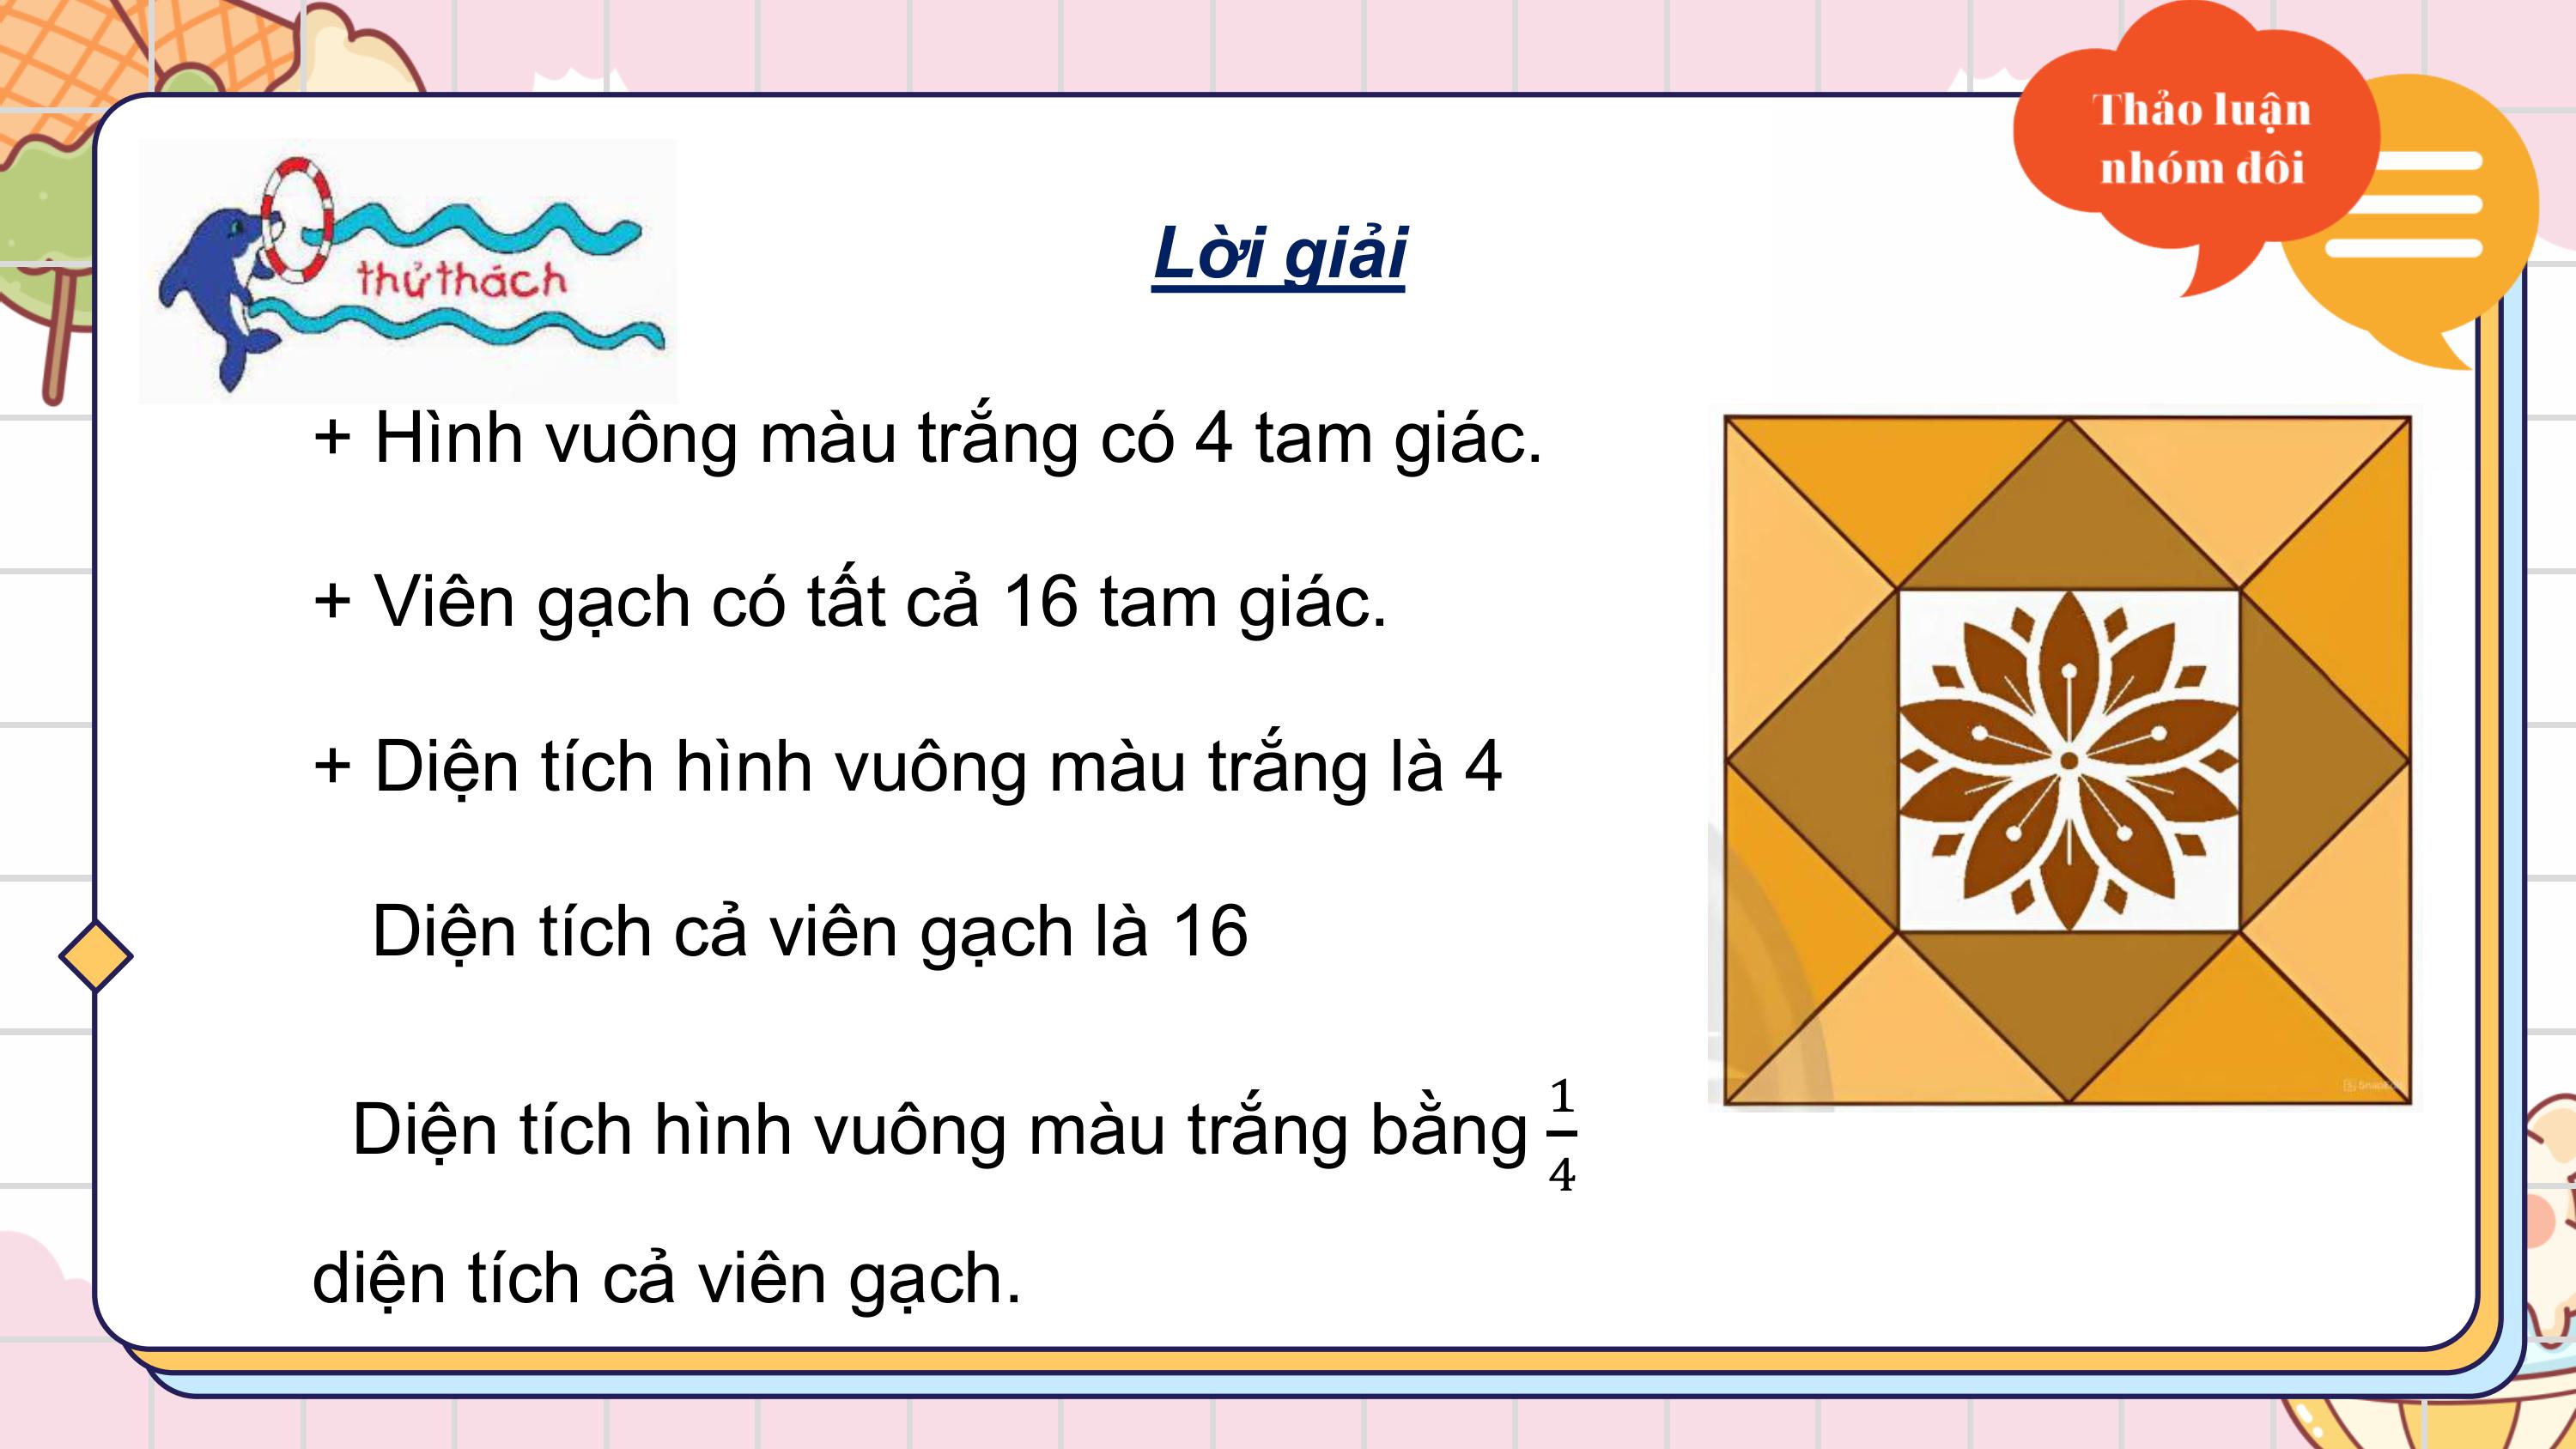 Thảo luận
nhóm đôi
thử thách
Lời giải
+ Hình vuông màu trắng có 4 tam giác.
+ Viên gạch có tất cả 16 tam giác.
+ Diện tích hình vuông màu trắng là 4
Diện tích cả viên gạch là 16
Diện tích hình vuông màu trắng bằng 1/4
diện tích cả viên gạch.